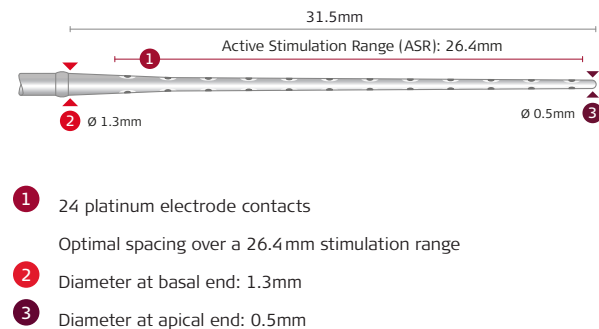 31.5mm
Active Stimulation Range (ASR): 26.4mm
1
2 Ø 1.3mm
Ø 0.5mm 3
1 24 platinum electrode contacts
Optimal spacing over a 26.4mm stimulation range
2 Diameter at basal end: 1.3mm
3 Diameter at apical end: 0.5mm